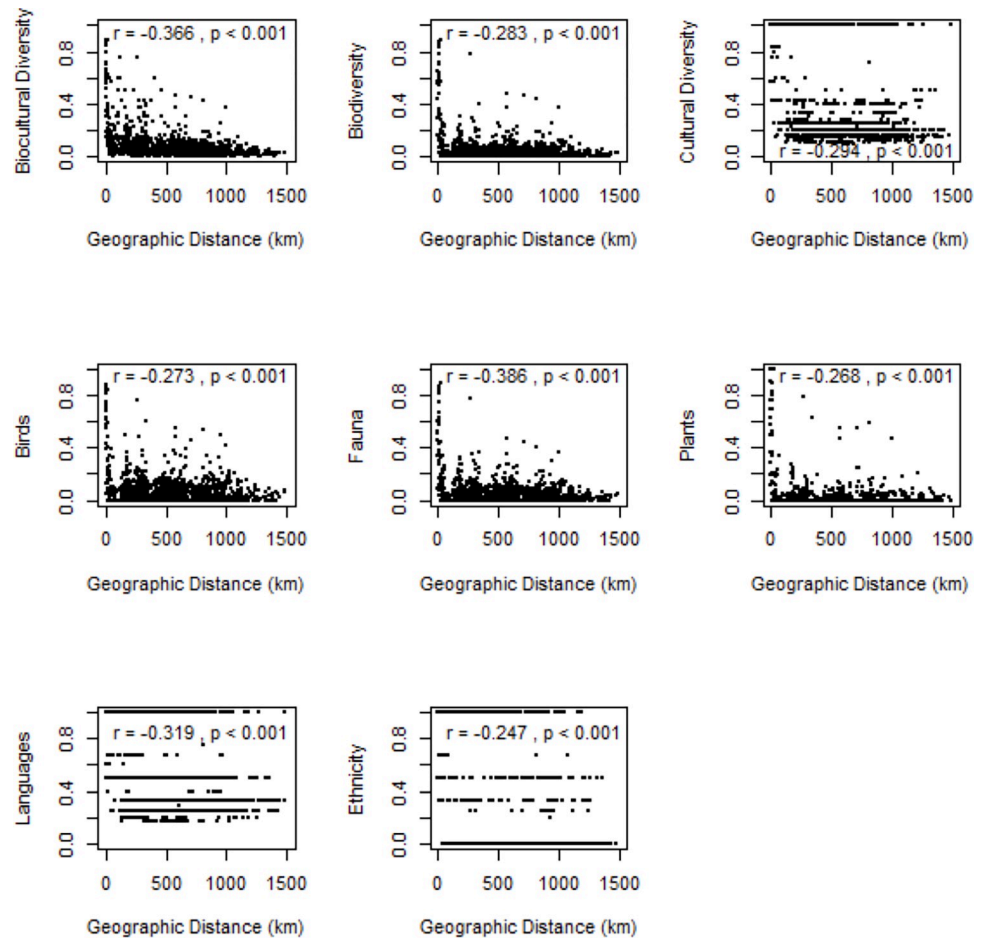 Biocultural Diversity
0.0 0.4 0.8
r = -0.366 , p < 0.001
0 500 1000 1500
Geographic Distance (km)
Biodiversity
0.0 0.4 0.8
r = -0.283 , p < 0.001
0 500 1000 1500
Geographic Distance (km)
Cultural Diversity
0.0 0.4 0.8
r = -0.294 , p < 0.001
0 500 1000 1500
Geographic Distance (km)
Birds
0.0 0.4 0.8
r = -0.273 , p < 0.001
0 500 1000 1500
Geographic Distance (km)
Fauna
0.0 0.4 0.8
r = -0.386 , p < 0.001
0 500 1000 1500
Geographic Distance (km)
Plants
0.0 0.4 0.8
r = -0.268 , p < 0.001
0 500 1000 1500
Geographic Distance (km)
Languages
0.0 0.4 0.8
r = -0.319 , p < 0.001
0 500 1000 1500
Geographic Distance (km)
Ethnicity
0.0 0.4 0.8
r = -0.247 , p < 0.001
0 500 1000 1500
Geographic Distance (km)